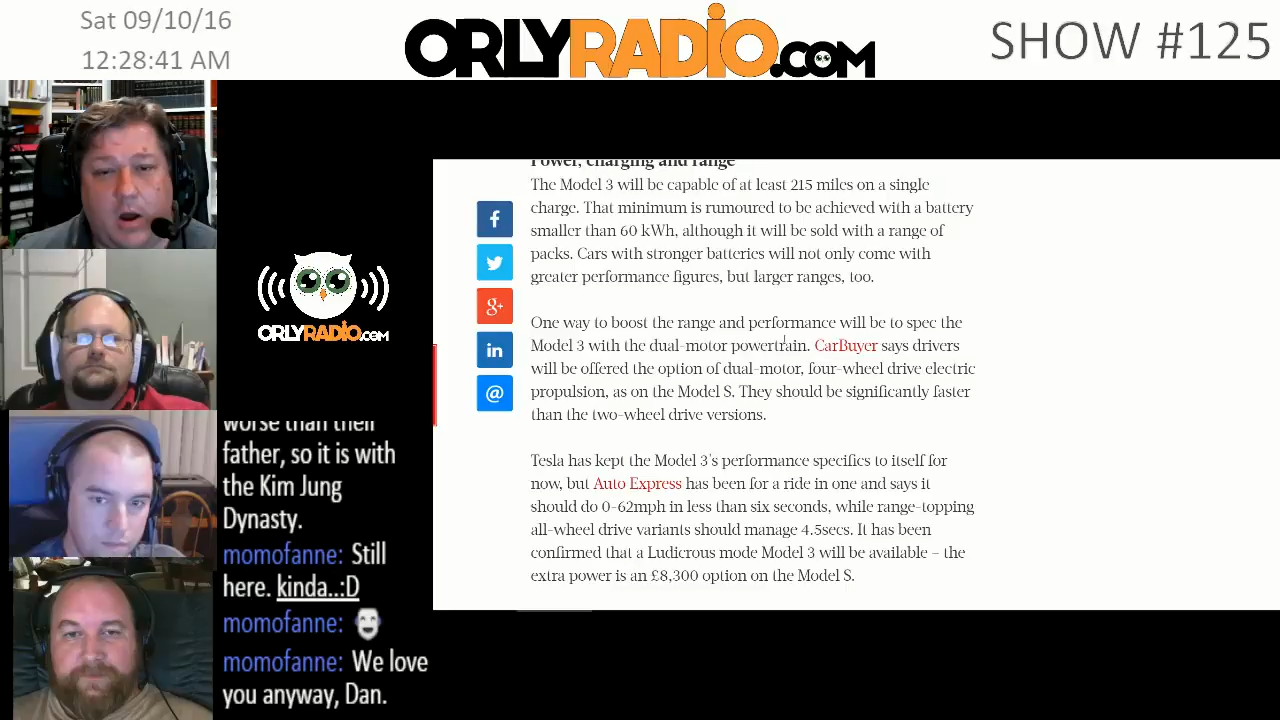 Sat 09/10/16
12:28:41 AM
ORLYRADIO.COM
SHOW #125
ORLYRADIO.COM
worse than their
father, so it is with
the Kim Jung
Dynasty.
momofanne: Still
here. kinda..:D
momofanne:
momofanne: We love
you anyway, Dan.
f
g+
in
@
Power, charging and range
The Model 3 will be capable of at least 215 miles on a single
charge. That minimum is rumoured to be achieved with a battery
smaller than 60 kWh, although it will be sold with a range of
packs. Cars with stronger batteries will not only come with
greater performance figures, but larger ranges, too.
One way to boost the range and performance will be to spec the
Model 3 with the dual-motor powertrain. CarBuyer says drivers
will be offered the option of dual-motor, four-wheel drive electric
propulsion, as on the Model S. They should be significantly faster
than the two-wheel drive versions.
Tesla has kept the Model 3's performance specifics to itself for
now, but Auto Express has been for a ride in one and says it
should do 0-62mph in less than six seconds, while range-topping
all-wheel drive variants should manage 4.5secs. It has been
confirmed that a Ludicrous mode Model 3 will be available – the
extra power is an £8,300 option on the Model S.